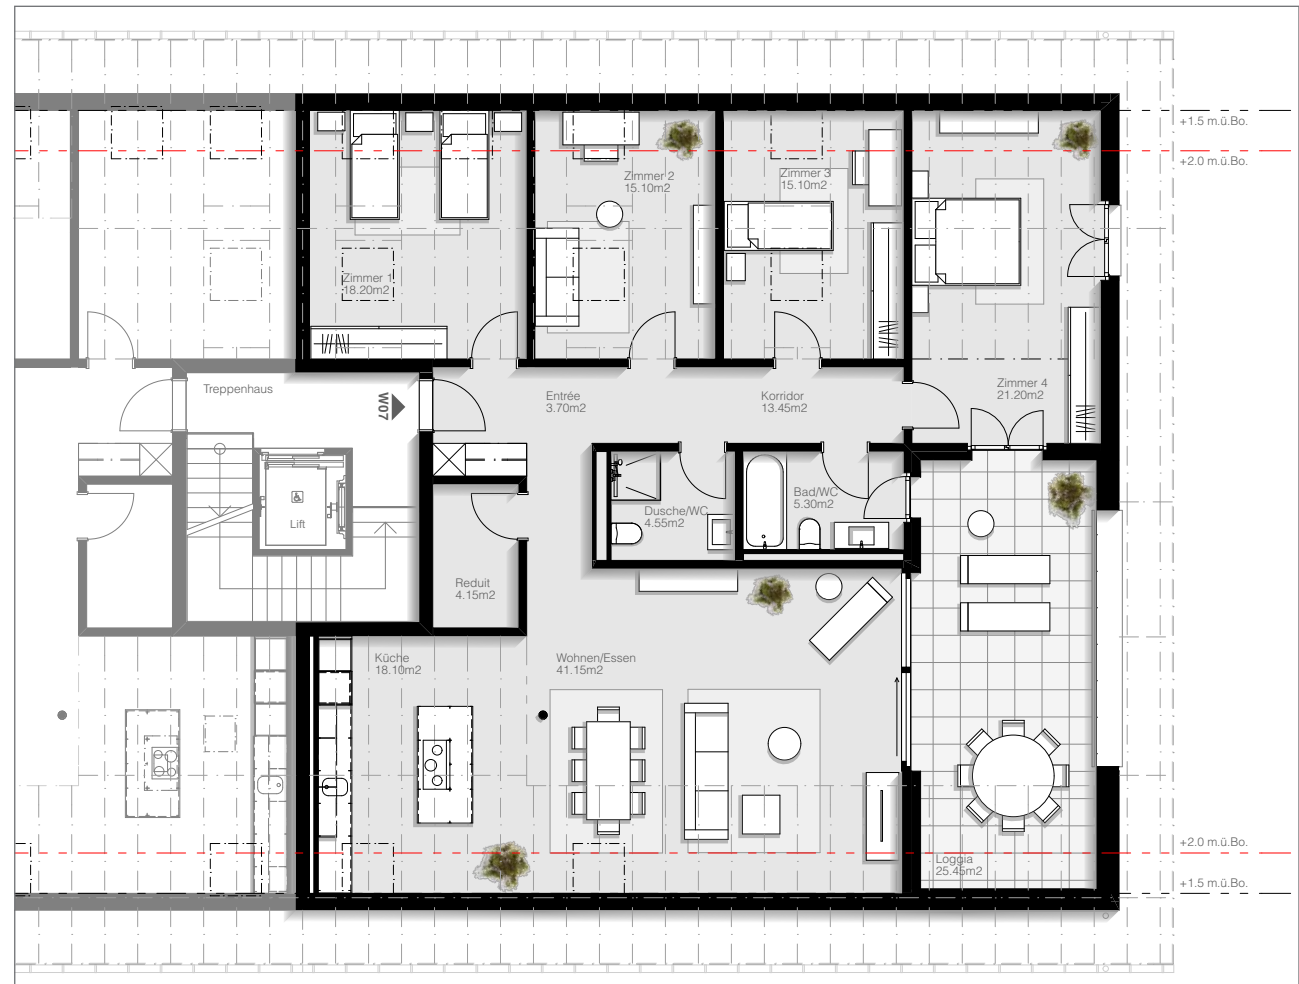 +1.5 m.ü.Bo.
+2.0 m.ü.Bo.
Zimmer 1
18.20m2
Zimmer 2
15.10m2
Zimmer 3
15.10m2
Zimmer 4
21.20m2
Treppenhaus
W07
Entrée
3.70m2
Korridor
13.45m2
Lift
Dusche/WC
4.55m2
Bad/WC
5.30m2
Reduit
4.15m2
Küche
18.10m2
Wohnen/Essen
41.15m2
Loggia
25.45m2
+2.0 m.ü.Bo.
+1.5 m.ü.Bo.